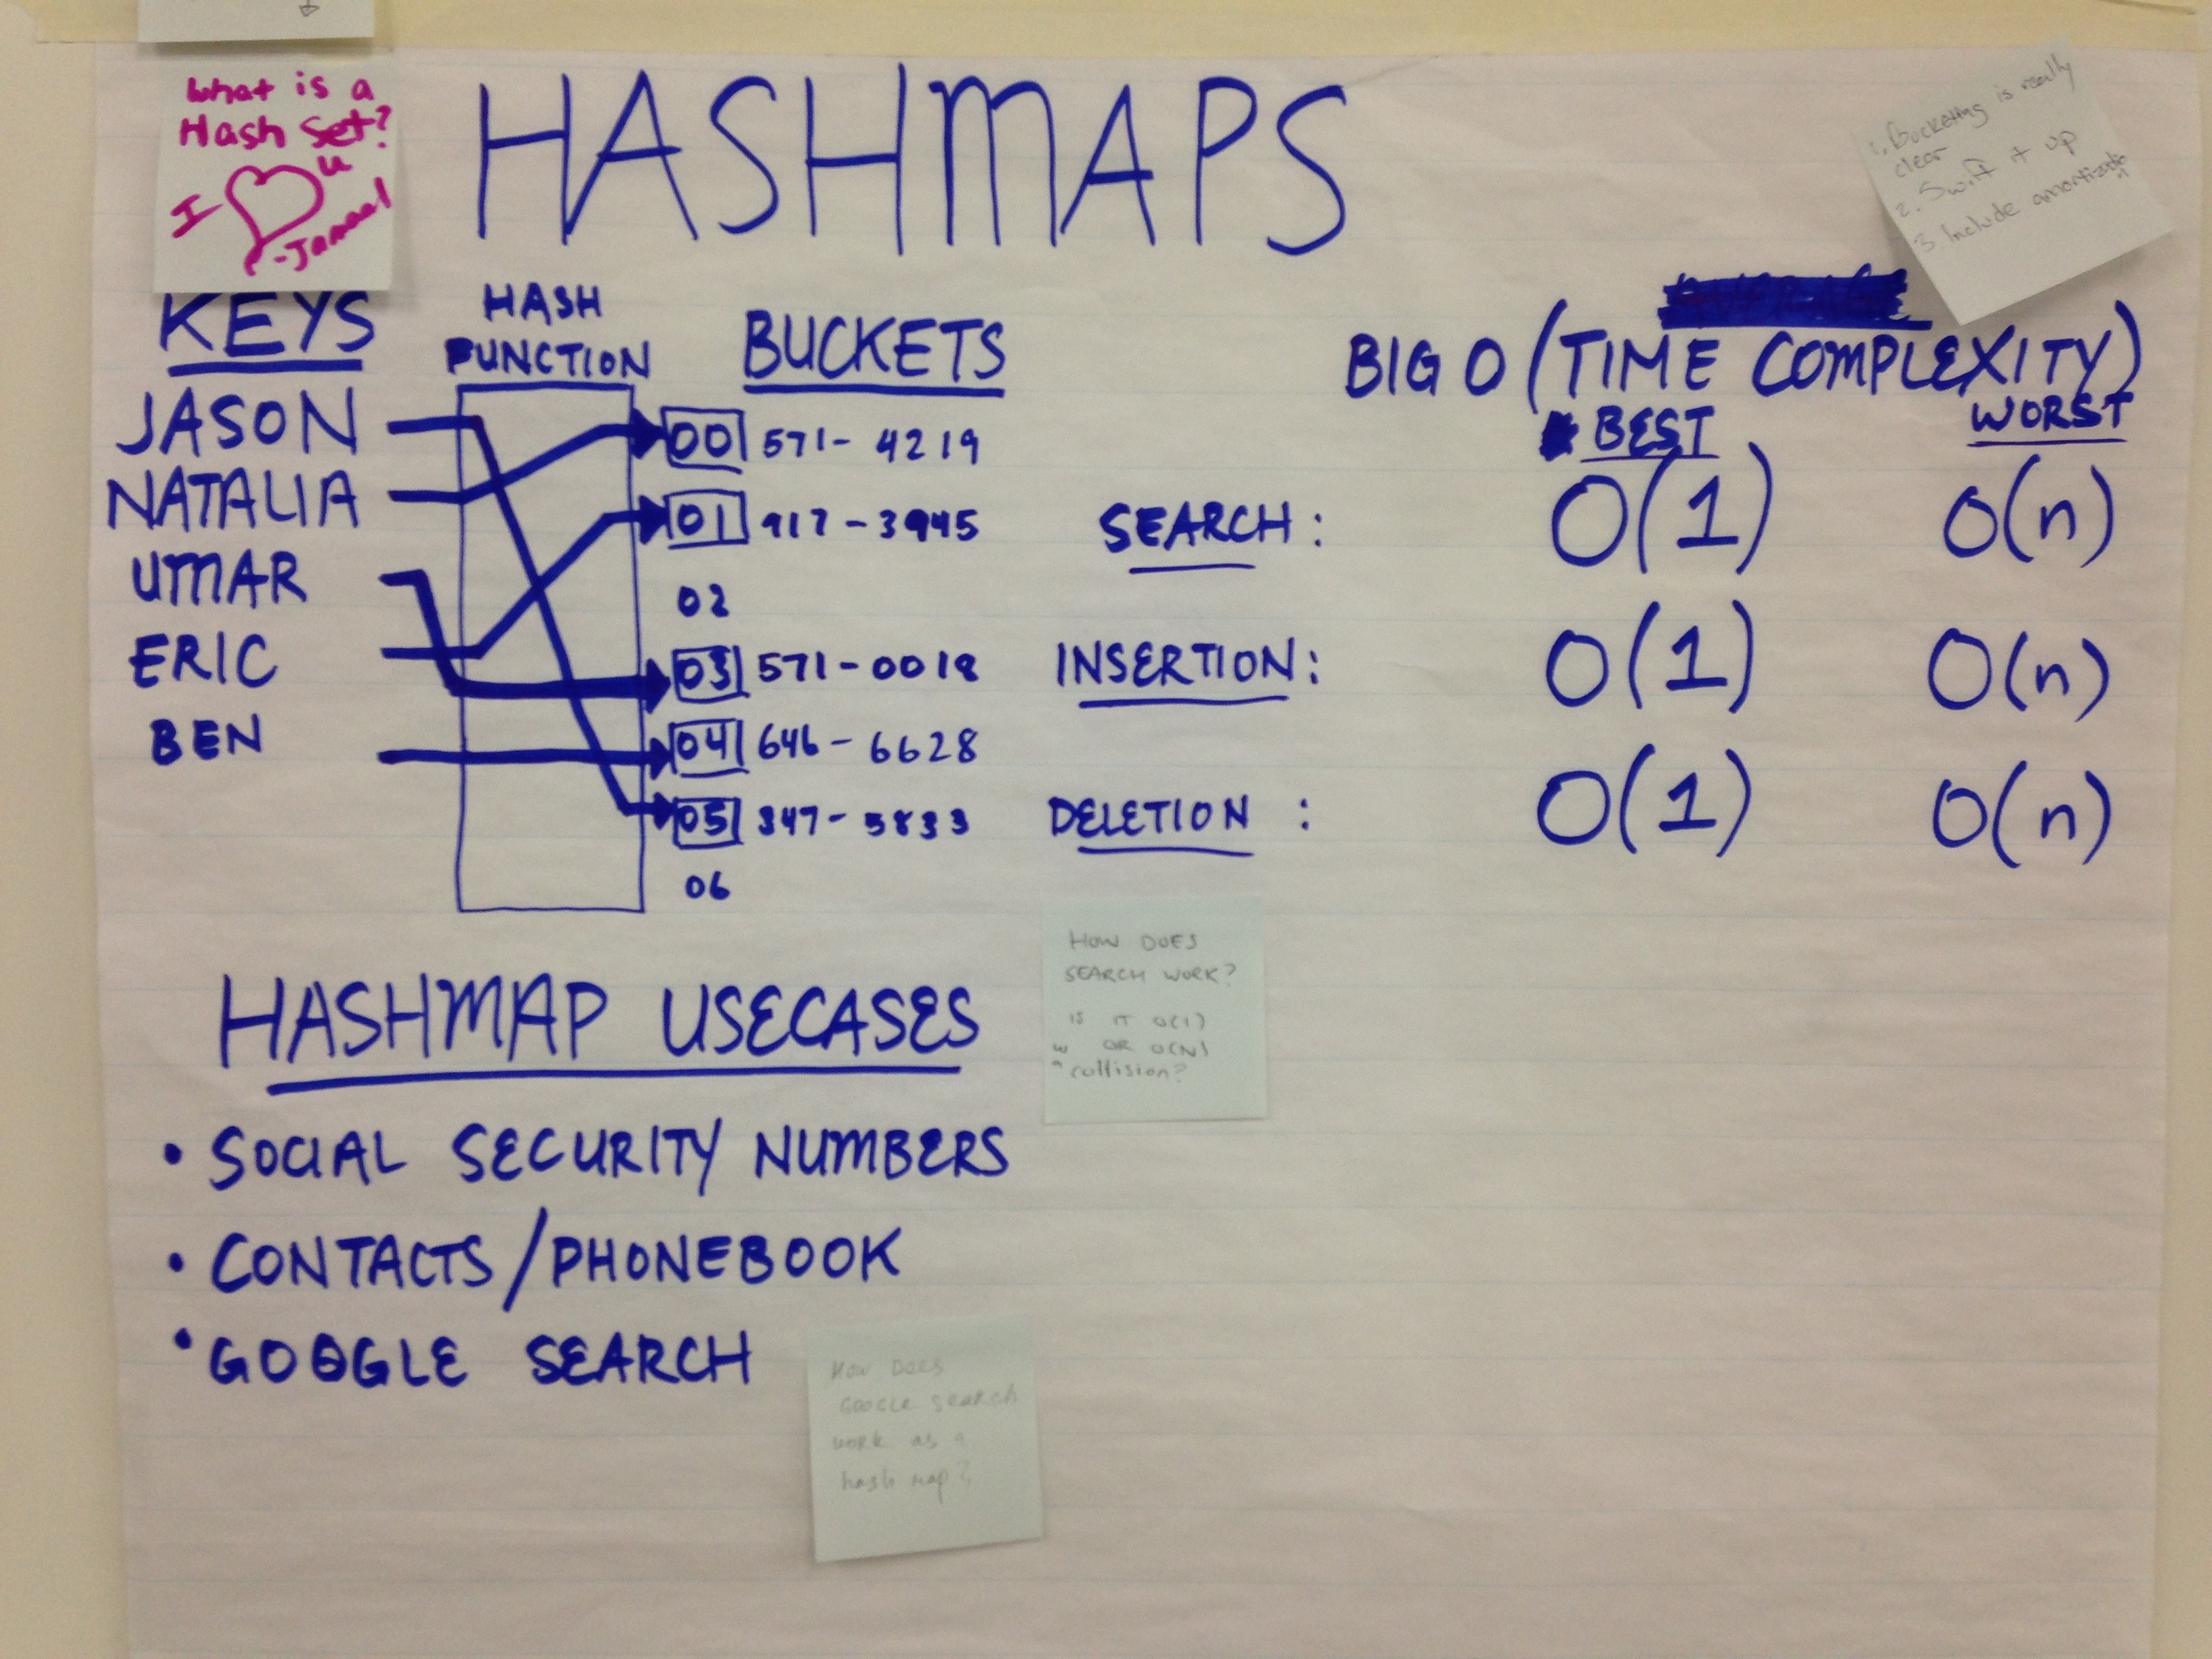 What is a
Hash Set?
I u
-Jamaal
HASHMAPS
1. Bucketing is really
clear
2. Swift it up
3 Include
KEYS
JASON
NATALIA
UMAR
ERIC
BEN
HASH
FUNCTION
BUCKETS
00 571-4219
01 917-3945
02
03 571-0018
04 646-6628
05 347-5833
06
BIG O (TIME COMPLEXITY)
BEST WORST
SEARCH: O(1) O(n)
INSERTION: O(1) O(n)
DELETION : O(1) O(n)
HOW DOES
SEARCH WORK?
IS IT O(1)
w OR O(N)
a collision?
HASHMAP USECASES
• SOCIAL SECURITY NUMBERS
• CONTACTS/PHONEBOOK
• GOOGLE SEARCH
HOW DOES
GOOGLE SEARCH
WORK as a
hash map?